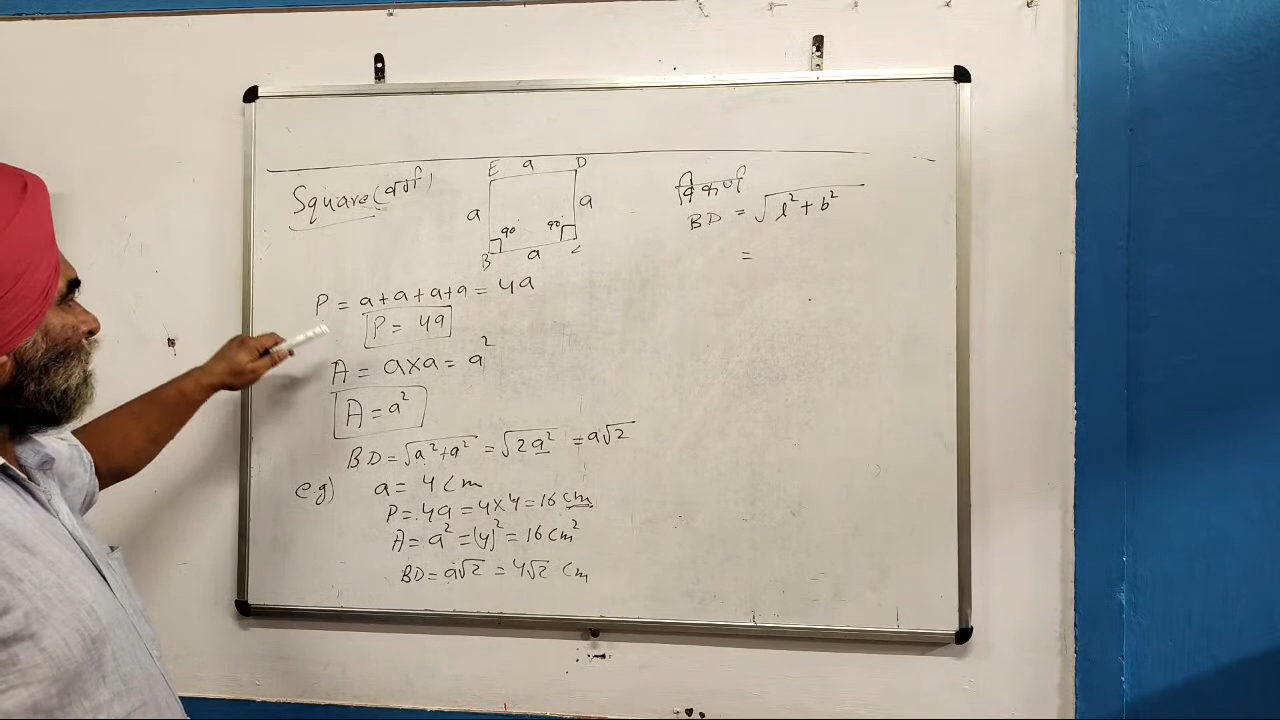 Square (वर्ग)
E a D
a a
90° 90°
B a C
P = a+a+a+a = 4a
P = 4a
A = a×a = a²
A = a²
BD = √a²+a² = √2a² = a√2
e.g) a = 4 cm
P = 4a = 4×4 = 16 cm
A = a² = (4)² = 16 cm²
BD = a√2 = 4√2 cm
विकर्ण
BD = √l²+b²
=